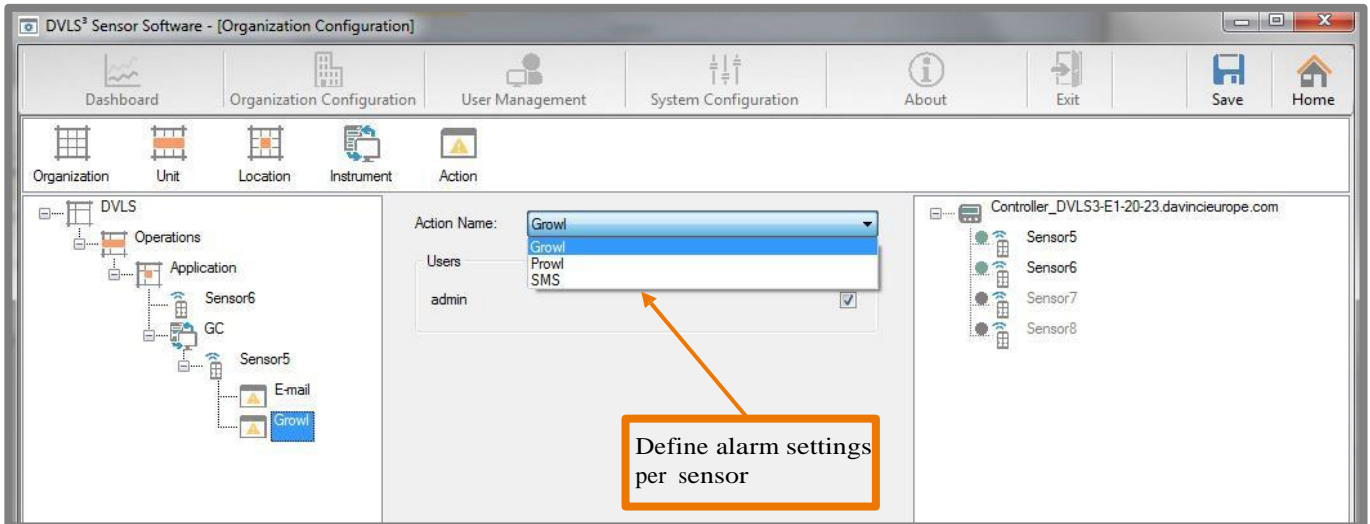 DVLS³ Sensor Software - [Organization Configuration]
Dashboard
Organization Configuration
User Management
System Configuration
About
Exit
Save
Home
Organization
Unit
Location
Instrument
Action
DVLS
Operations
Application
Sensor6
GC
Sensor5
E-mail
Growl
Action Name:
Growl
Growl
Prowl
SMS
Users
admin
Define alarm settings
per sensor
Controller_DVLS3-E1-20-23.davincieurope.com
Sensor5
Sensor6
Sensor7
Sensor8